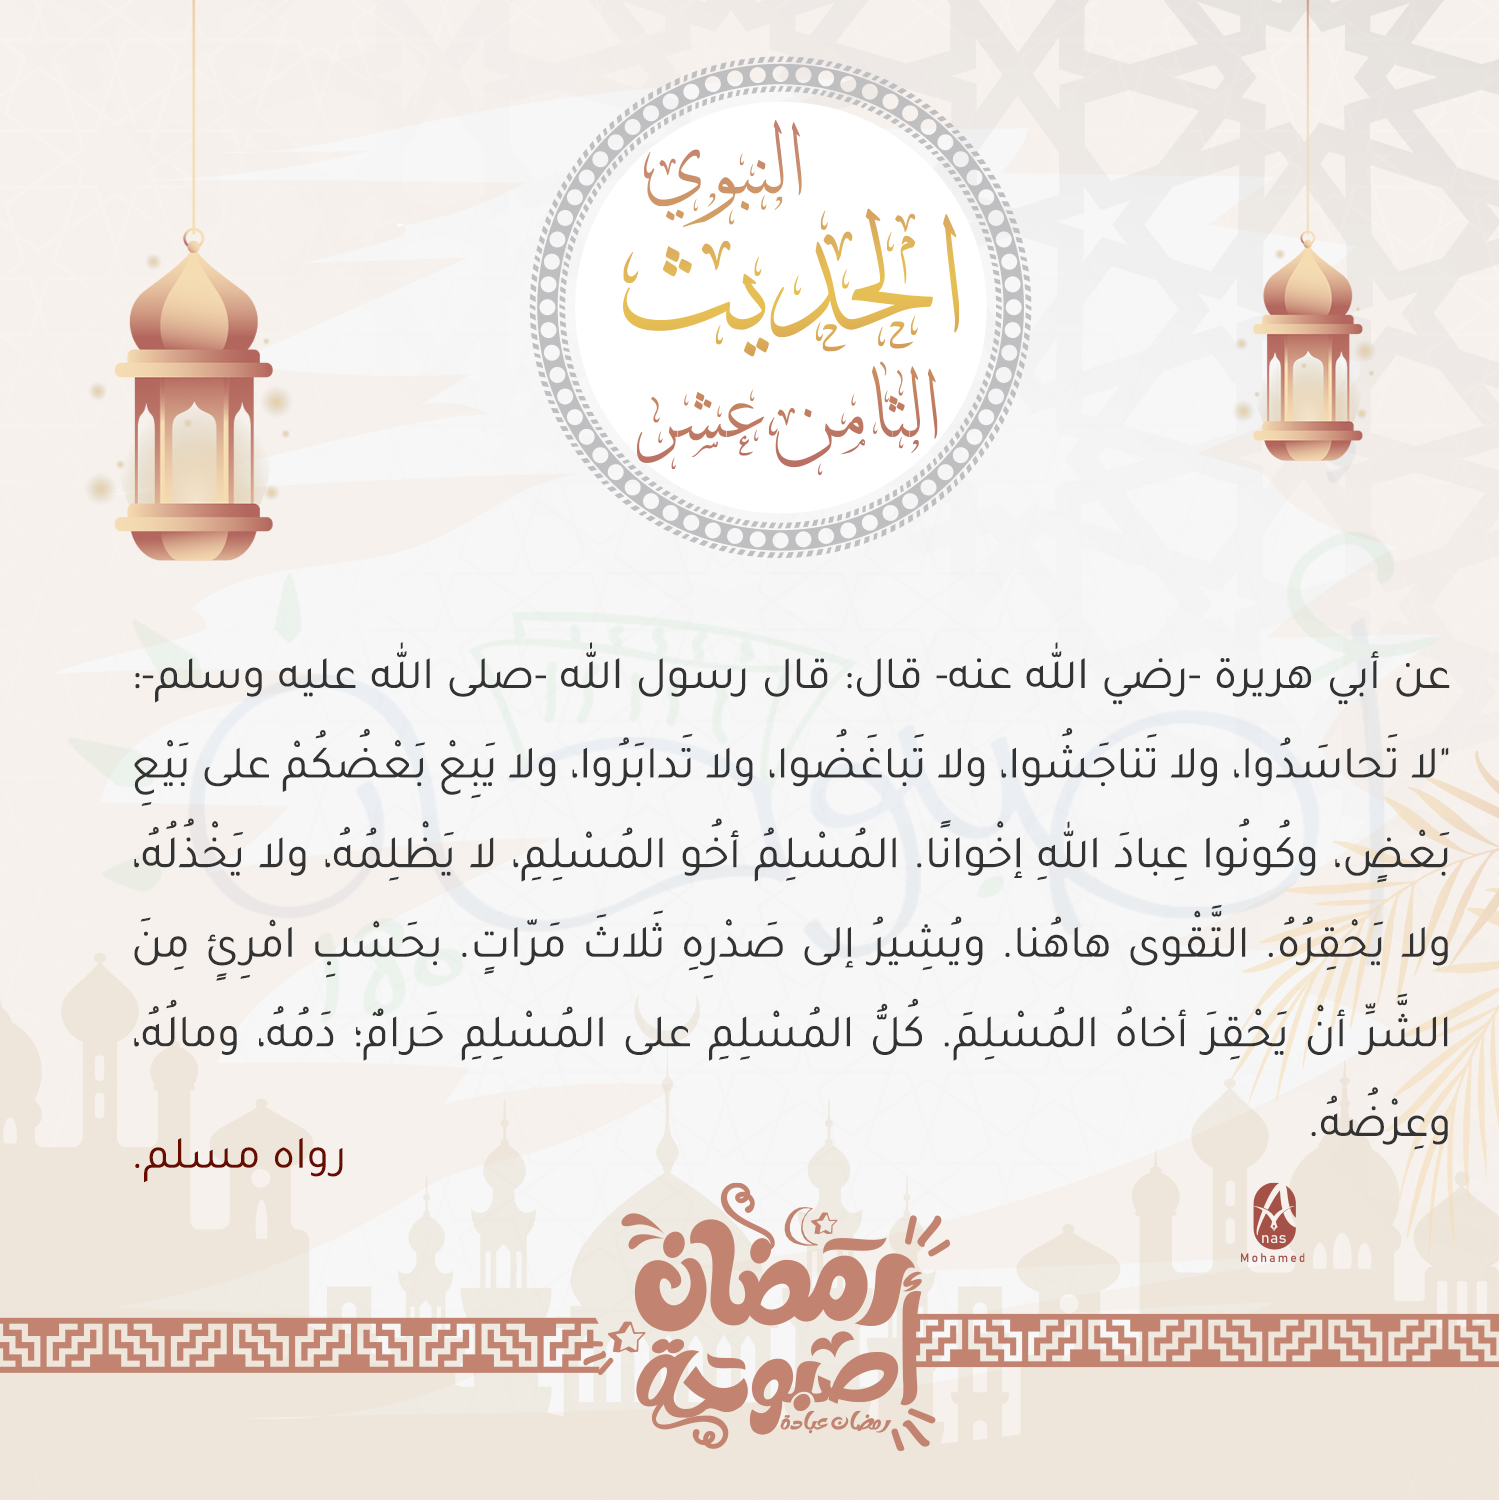 النبوي
الحديث
الثامن عشر
عن أبي هريرة -رضي الله عنه- قال: قال رسول الله -صلى الله عليه وسلم-:
"لا تَحاسَدُوا، ولا تَناجَشُوا، ولا تَباغَضُوا، ولا تَدابَرُوا، ولا يَبِعْ بَعْضُكُمْ على بَيْعِ
بَعْضٍ، وكُونُوا عِبادَ اللهِ إخْوانًا. المُسْلِمُ أخُو المُسْلِمِ، لا يَظْلِمُهُ، ولا يَخْذُلُهُ،
ولا يَحْقِرُهُ. التَّقْوى هاهُنا. ويُشِيرُ إلى صَدْرِهِ ثَلاثَ مَرّاتٍ. بحَسْبِ امْرِئٍ مِنَ
الشَّرِّ أنْ يَحْقِرَ أخاهُ المُسْلِمَ. كُلُّ المُسْلِمِ على المُسْلِمِ حَرامٌ؛ دَمُهُ، ومالُهُ،
وعِرْضُهُ.
رواه مسلم.
nas
Mohamed
رمضان
أصبوحة
رمضان عبادة